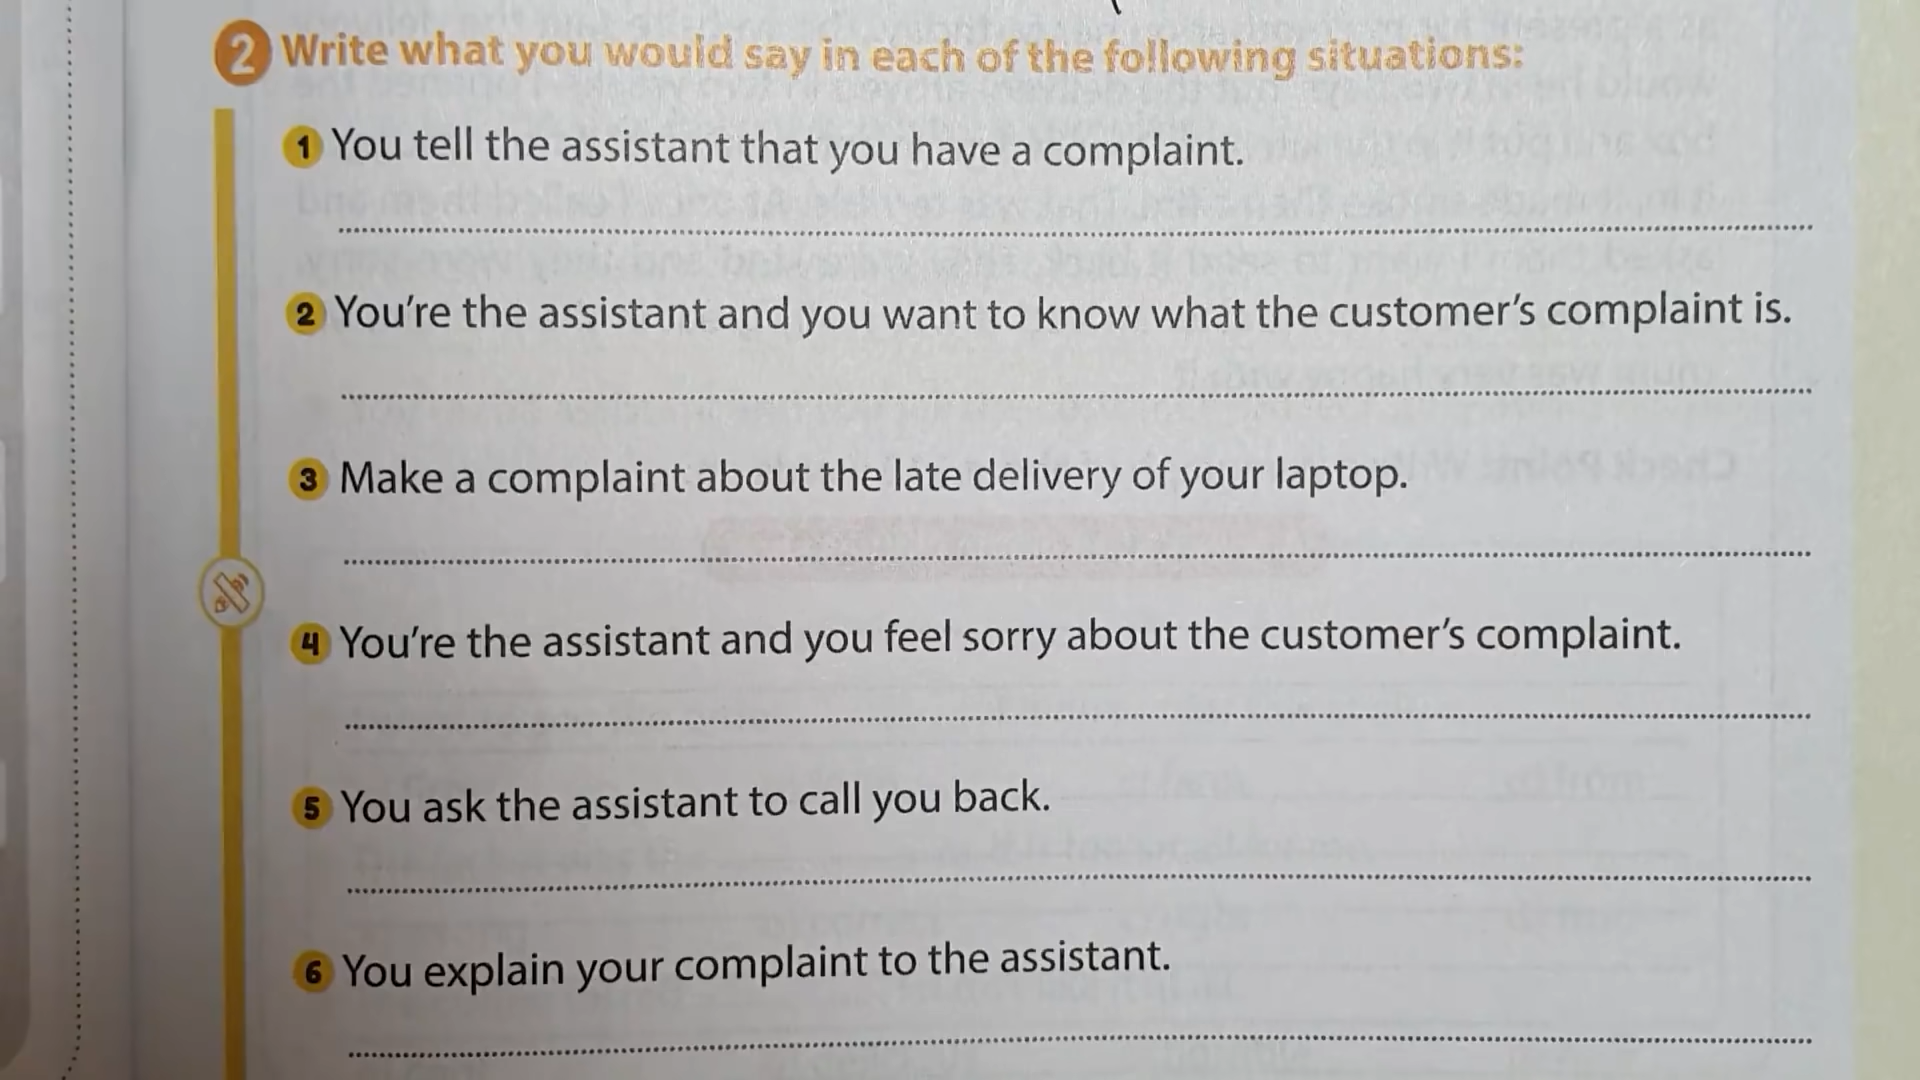 2 Write what you would say in each of the following situations:
1 You tell the assistant that you have a complaint.
2 You're the assistant and you want to know what the customer's complaint is.
3 Make a complaint about the late delivery of your laptop.
4 You're the assistant and you feel sorry about the customer's complaint.
5 You ask the assistant to call you back.
6 You explain your complaint to the assistant.